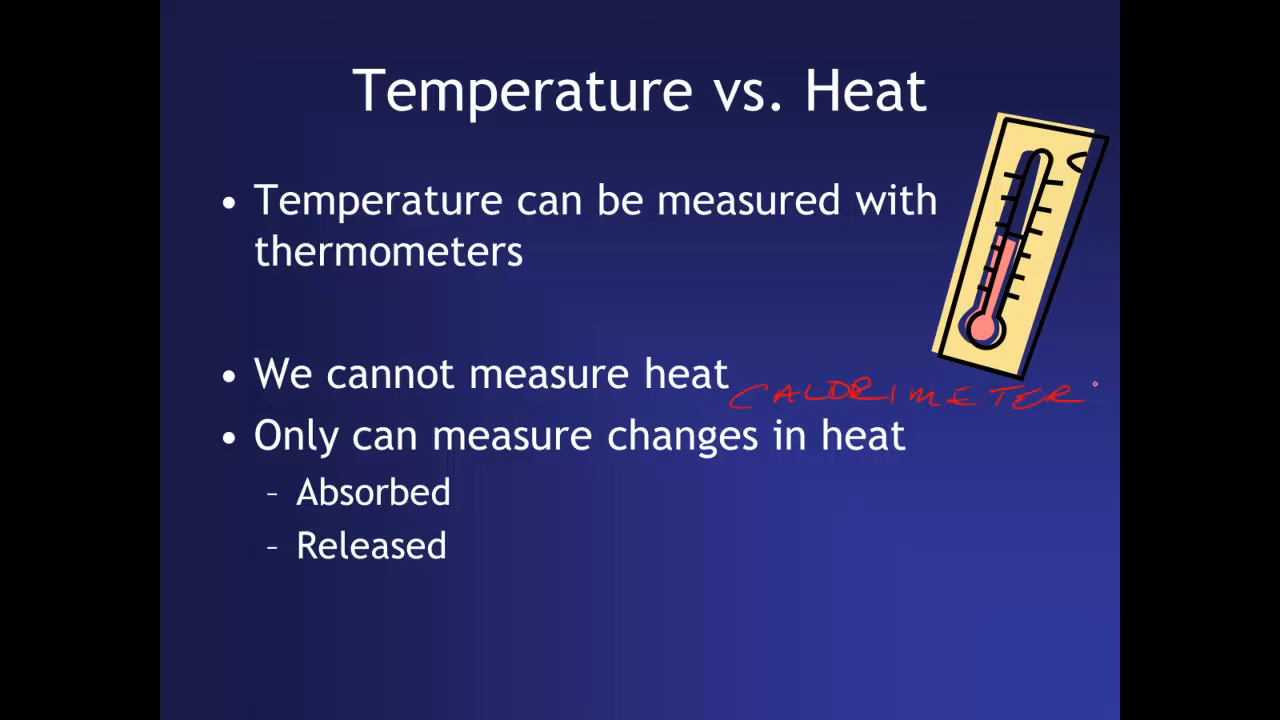 Temperature vs. Heat
• Temperature can be measured with
thermometers
• We cannot measure heat
CALORIMETER
• Only can measure changes in heat
– Absorbed
– Released